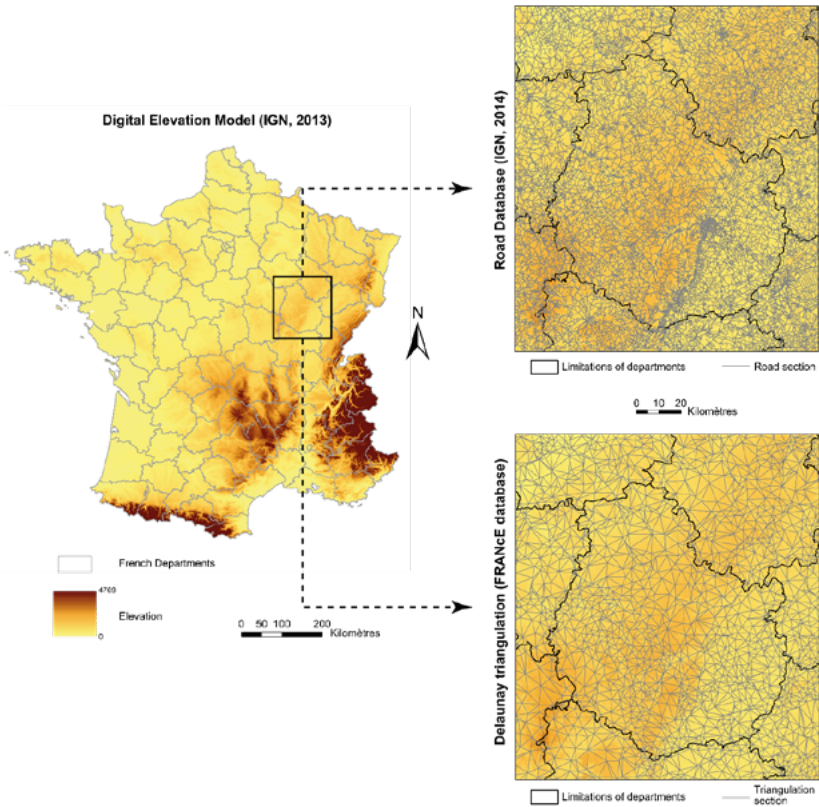 Digital Elevation Model (IGN, 2013)
N
French Departments
4700
0
Elevation
0 50 100 200
Kilomètres
Road Database (IGN, 2014)
Limitations of departments
Road section
0 10 20
Kilomètres
Delaunay triangulation (FRANcE database)
Limitations of departments
Triangulation
section